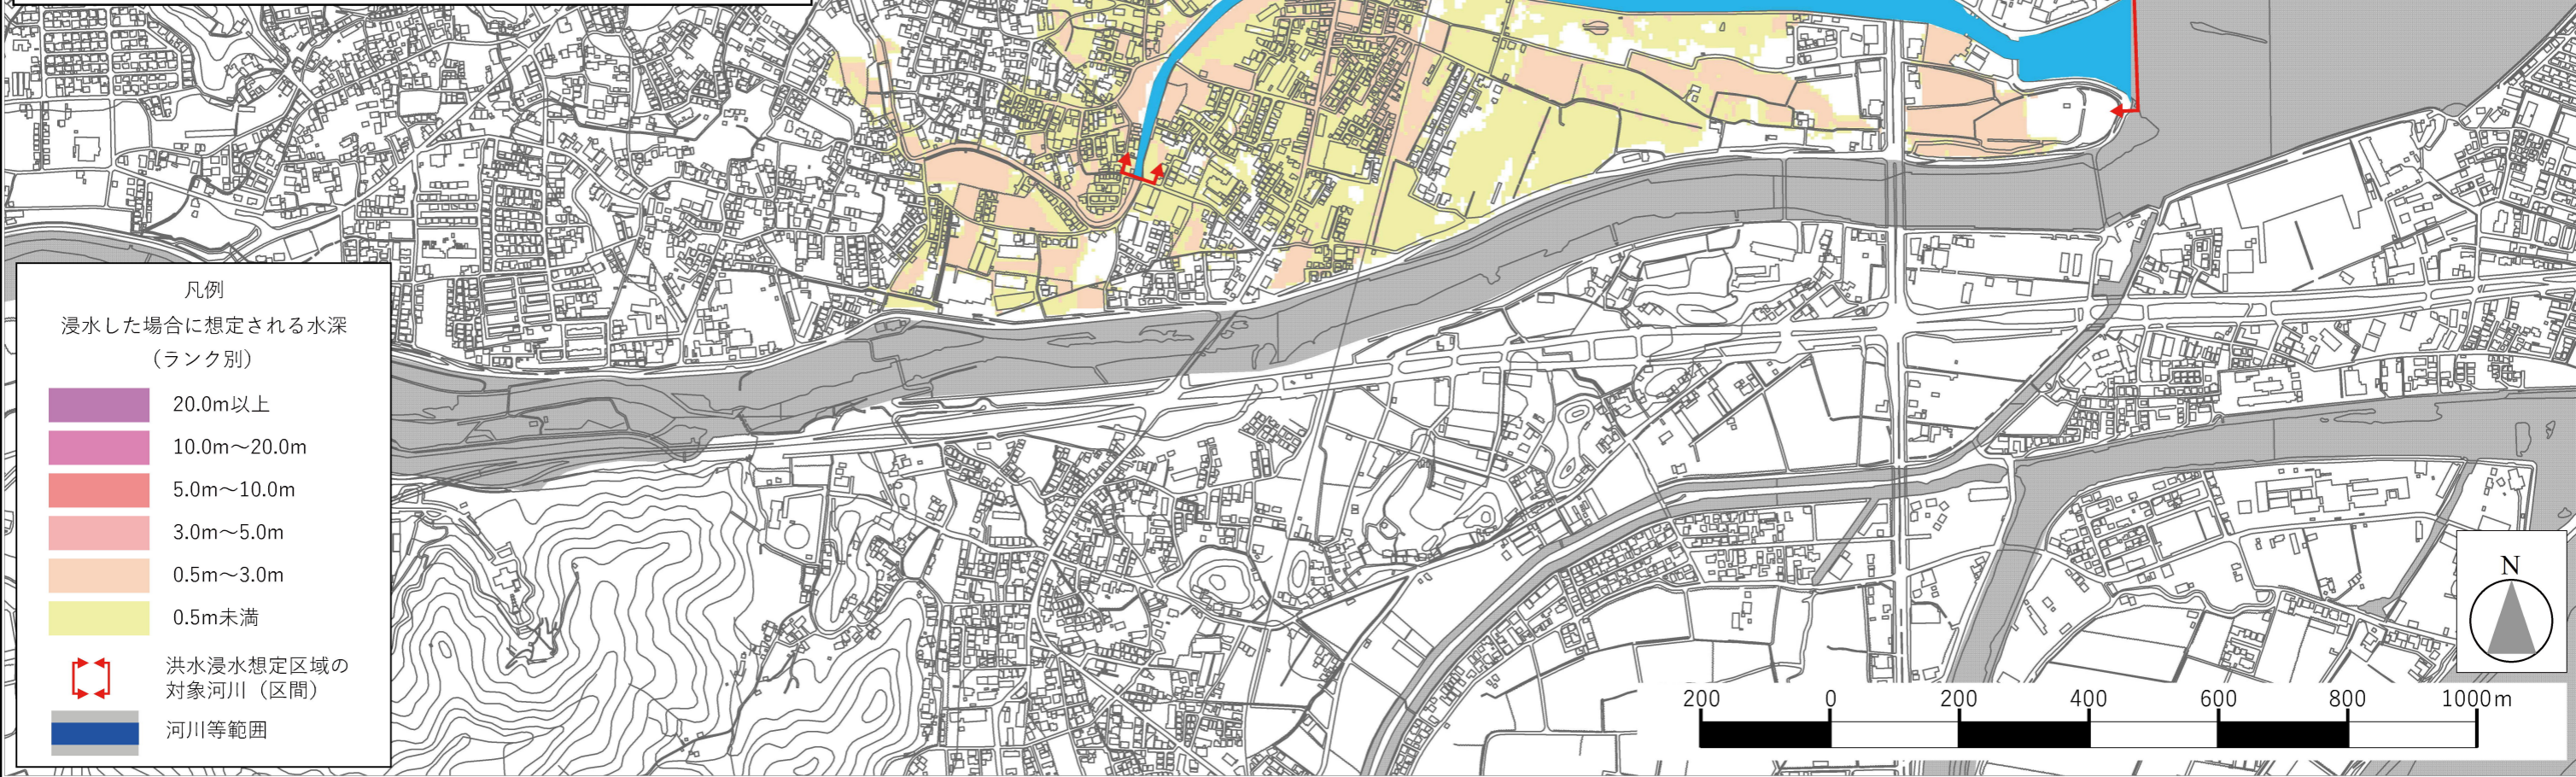 凡例
浸水した場合に想定される水深
(ランク別)
20.0m以上
10.0m～20.0m
5.0m～10.0m
3.0m～5.0m
0.5m～3.0m
0.5m未満
洪水浸水想定区域の
対象河川（区間）
河川等範囲
N
200 0 200 400 600 800 1000m